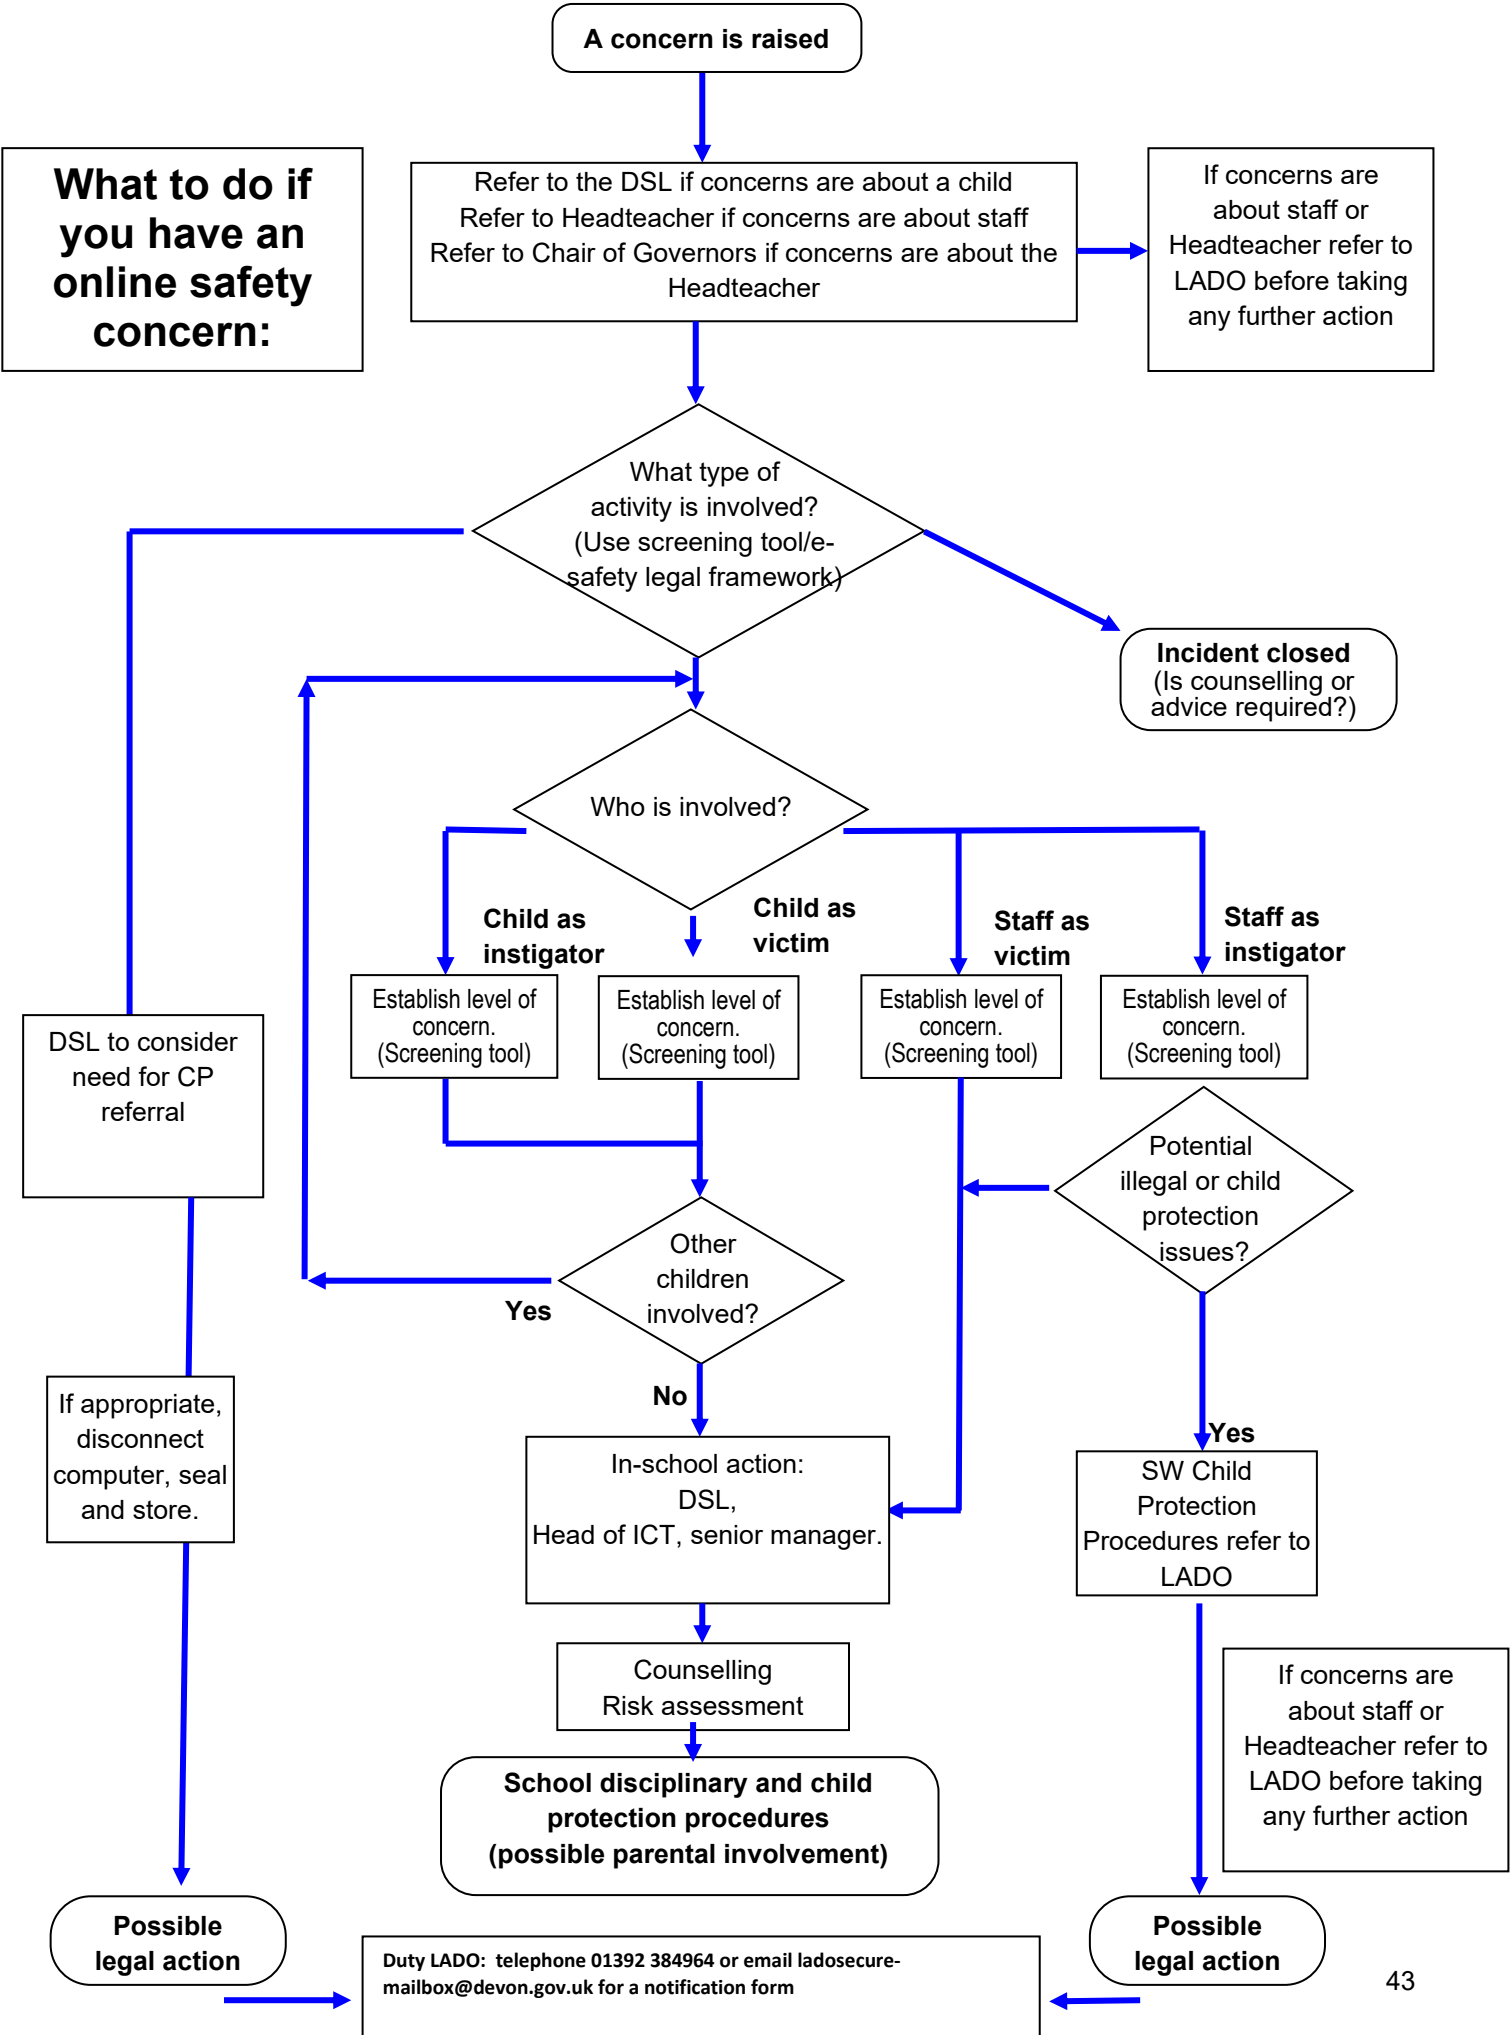 A concern is raised
What to do if
you have an
online safety
concern:
Refer to the DSL if concerns are about a child
Refer to Headteacher if concerns are about staff
Refer to Chair of Governors if concerns are about the
Headteacher
If concerns are
about staff or
Headteacher refer to
LADO before taking
any further action
What type of
activity is involved?
(Use screening tool/e-
safety legal framework)
Incident closed
(Is counselling or
advice required?)
Who is involved?
Child as
instigator
Child as
victim
Staff as
victim
Staff as
instigator
Establish level of
concern.
(Screening tool)
Establish level of
concern.
(Screening tool)
Establish level of
concern.
(Screening tool)
Establish level of
concern.
(Screening tool)
DSL to consider
need for CP
referral
Potential
illegal or child
protection
issues?
Other
children
involved?
Yes
No
If appropriate,
disconnect
computer, seal
and store.
In-school action:
DSL,
Head of ICT, senior manager.
Yes
SW Child
Protection
Procedures refer to
LADO
Counselling
Risk assessment
If concerns are
about staff or
Headteacher refer to
LADO before taking
any further action
School disciplinary and child
protection procedures
(possible parental involvement)
Possible
legal action
Possible
legal action
Duty LADO: telephone 01392 384964 or email ladosecure-
mailbox@devon.gov.uk for a notification form
43